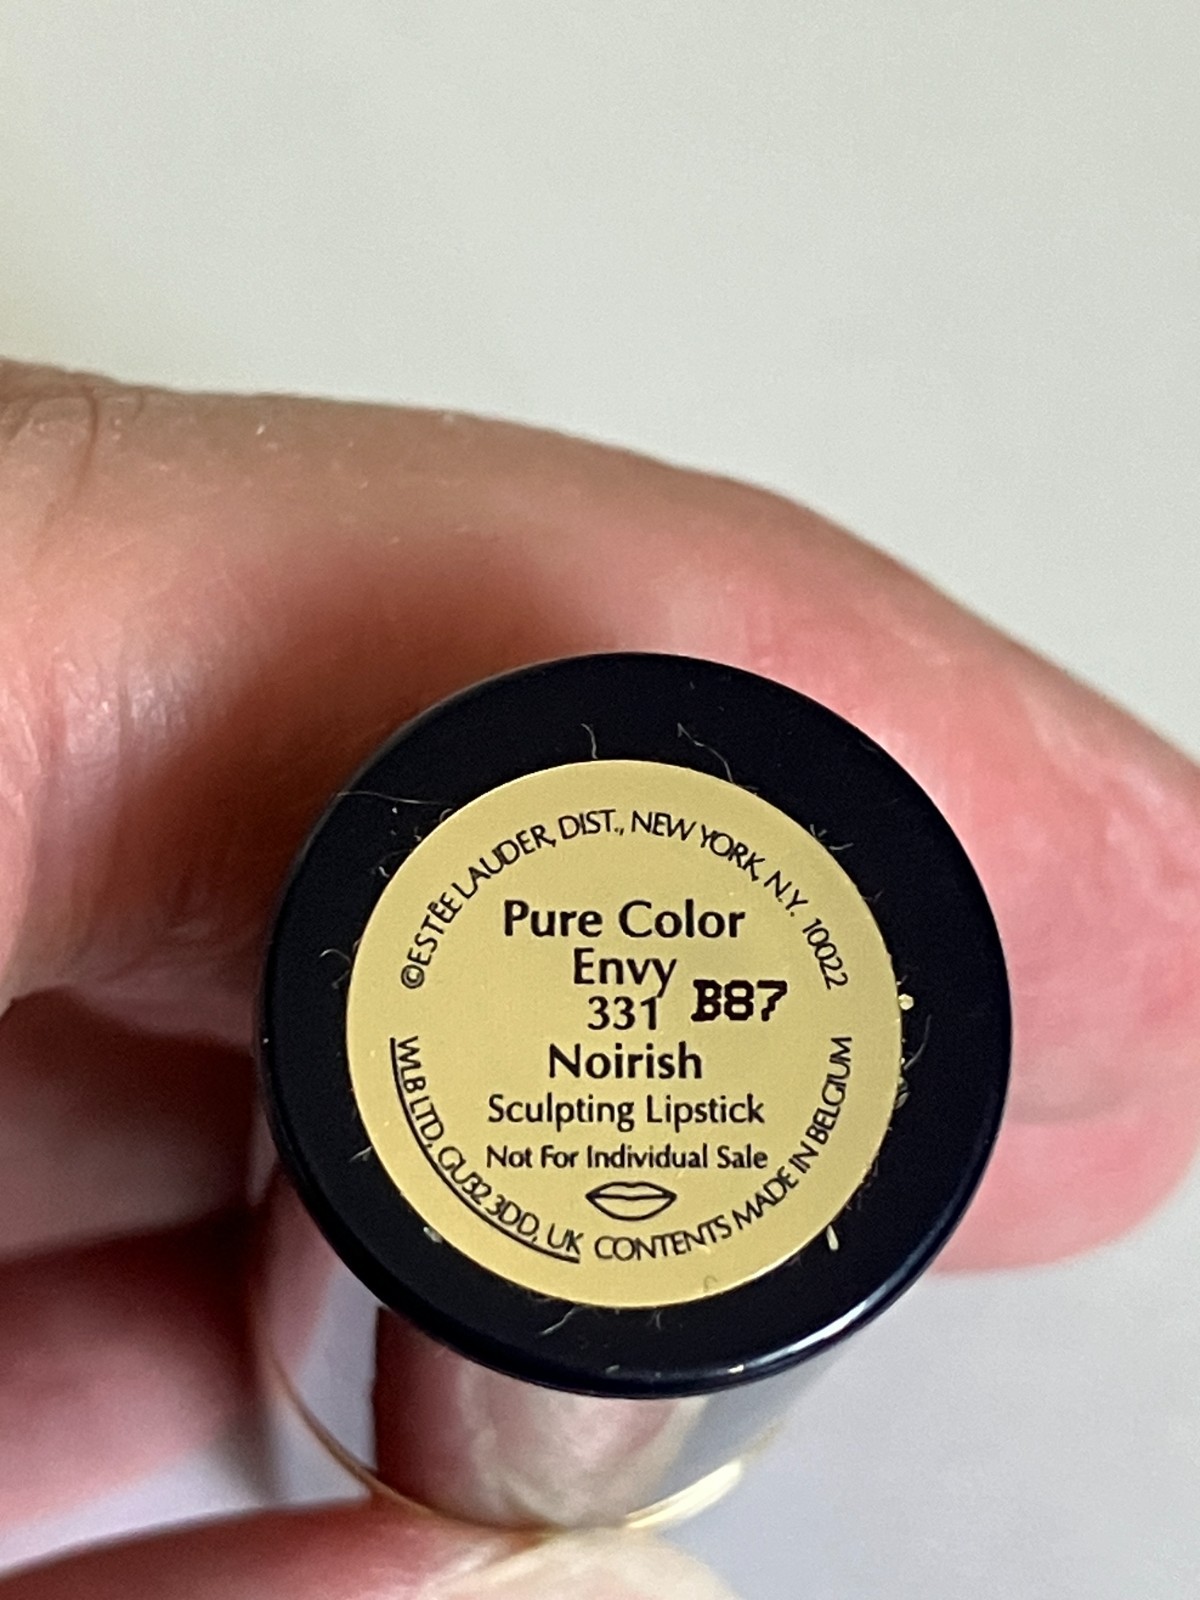 ©ESTÉE LAUDER, DIST., NEW YORK, N.Y. 10022
Pure Color
Envy
331 B87
Noirish
Sculpting Lipstick
Not For Individual Sale
WLB LTD, GU32 3DD, UK CONTENTS MADE IN BELGIUM